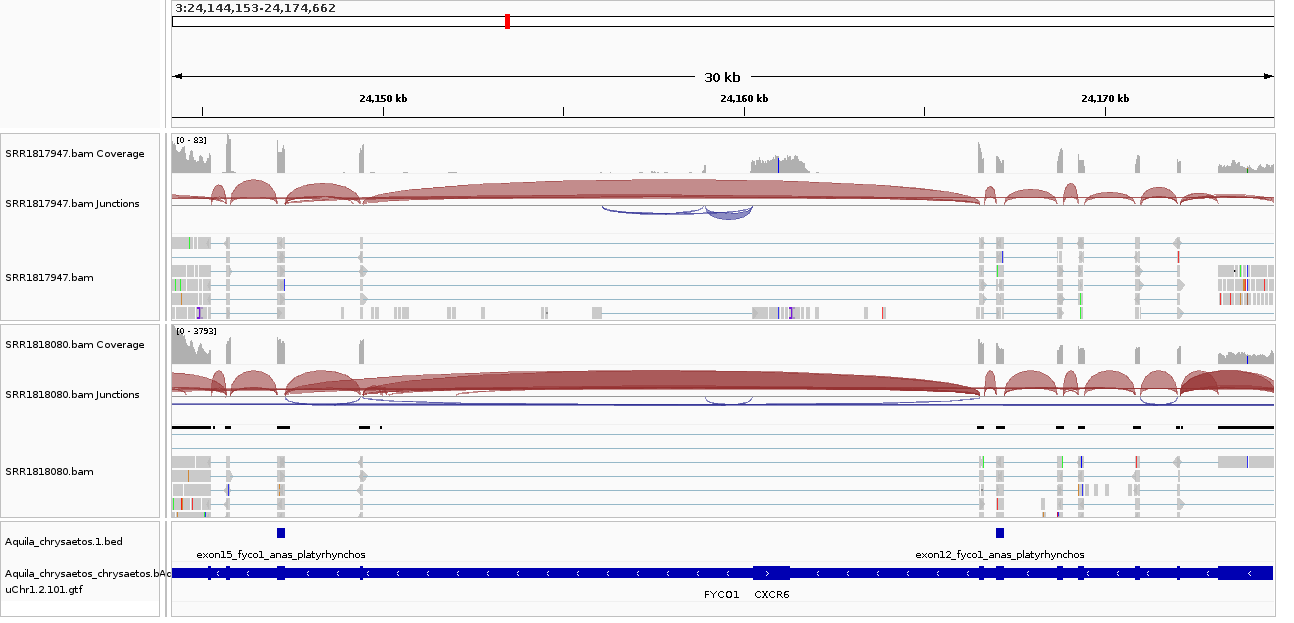 3:24,144,153-24,174,662
30 kb
24,150 kb 24,160 kb 24,170 kb
[0 - 83]
SRR1817947.bam Coverage
SRR1817947.bam Junctions
SRR1817947.bam
[0 - 3793]
SRR1818080.bam Coverage
SRR1818080.bam Junctions
SRR1818080.bam
Aquila_chrysaetos.1.bed
exon15_fyco1_anas_platyrhynchos exon12_fyco1_anas_platyrhynchos
Aquila_chrysaetos_chrysaetos.bAc
uChr1.2.101.gtf
FYCO1 CXCR6